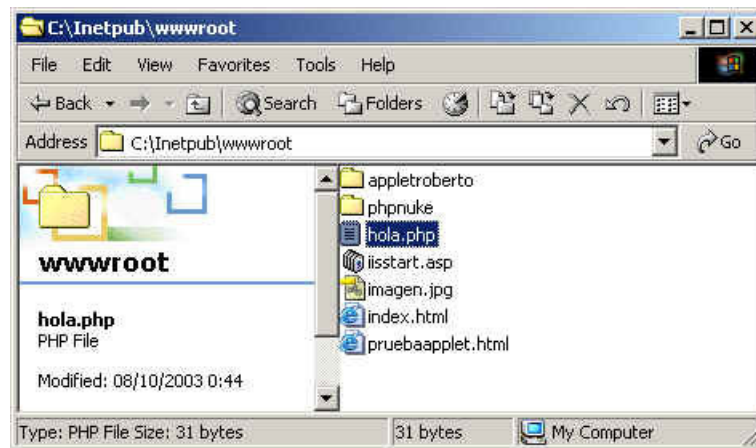 C:\Inetpub\wwwroot
File Edit View Favorites Tools Help
Back Search Folders
Address C:\Inetpub\wwwroot Go
wwwroot
hola.php
PHP File
Modified: 08/10/2003 0:44
appletroberto
phpnuke
hola.php
iisstart.asp
imagen.jpg
index.html
pruebaapplet.html
Type: PHP File Size: 31 bytes 31 bytes My Computer